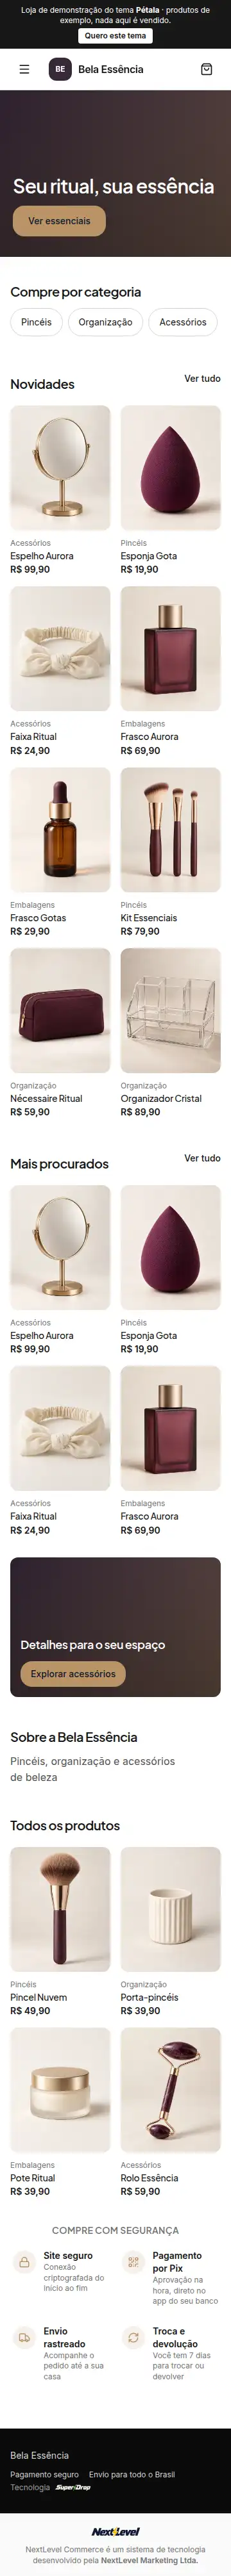 Loja de demonstração do tema Pétala · produtos de
exemplo, nada aqui é vendido.
Quero este tema
BE
Bela Essência
Seu ritual, sua essência
Ver essenciais
Compre por categoria
Pincéis
Organização
Acessórios
Novidades
Ver tudo
Acessórios
Espelho Aurora
R$ 99,90
Pincéis
Esponja Gota
R$ 19,90
Acessórios
Faixa Ritual
R$ 24,90
Embalagens
Frasco Aurora
R$ 69,90
Embalagens
Frasco Gotas
R$ 29,90
Pincéis
Kit Essenciais
R$ 79,90
Organização
Nécessaire Ritual
R$ 59,90
Organização
Organizador Cristal
R$ 89,90
Mais procurados
Ver tudo
Acessórios
Espelho Aurora
R$ 99,90
Pincéis
Esponja Gota
R$ 19,90
Acessórios
Faixa Ritual
R$ 24,90
Embalagens
Frasco Aurora
R$ 69,90
Detalhes para o seu espaço
Explorar acessórios
Sobre a Bela Essência
Pincéis, organização e acessórios
de beleza
Todos os produtos
Pincéis
Pincel Nuvem
R$ 49,90
Organização
Porta-pincéis
R$ 39,90
Embalagens
Pote Ritual
R$ 39,90
Acessórios
Rolo Essência
R$ 59,90
COMPRE COM SEGURANÇA
Site seguro
Conexão
criptografada do
início ao fim
Pagamento
por Pix
Aprovação na
hora, direto no
app do seu banco
Envio
rastreado
Acompanhe o
pedido até a sua
casa
Troca e
devolução
Você tem 7 dias
para trocar ou
devolver
Bela Essência
Pagamento seguro
Envio para todo o Brasil
Tecnologia
SuperDrop
NextLevel
NextLevel Commerce é um sistema de tecnologia
desenvolvido pela NextLevel Marketing Ltda.